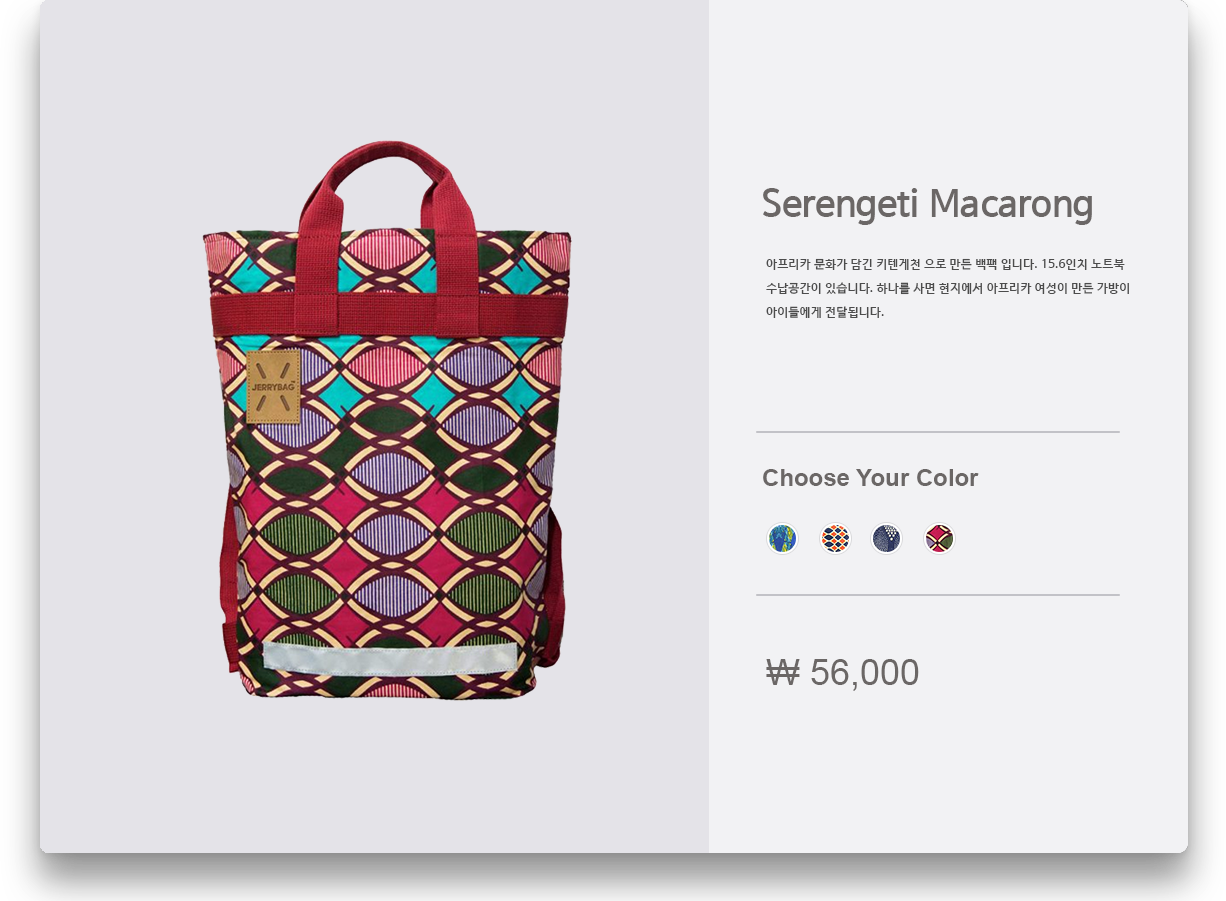 JERRYBAG
Serengeti Macarong
아프리카 문화가 담긴 키텐게천 으로 만든 백팩 입니다. 15.6인치 노트북
수납공간이 있습니다. 하나를 사면 현지에서 아프리카 여성이 만든 가방이
아이들에게 전달됩니다.
Choose Your Color
₩ 56,000